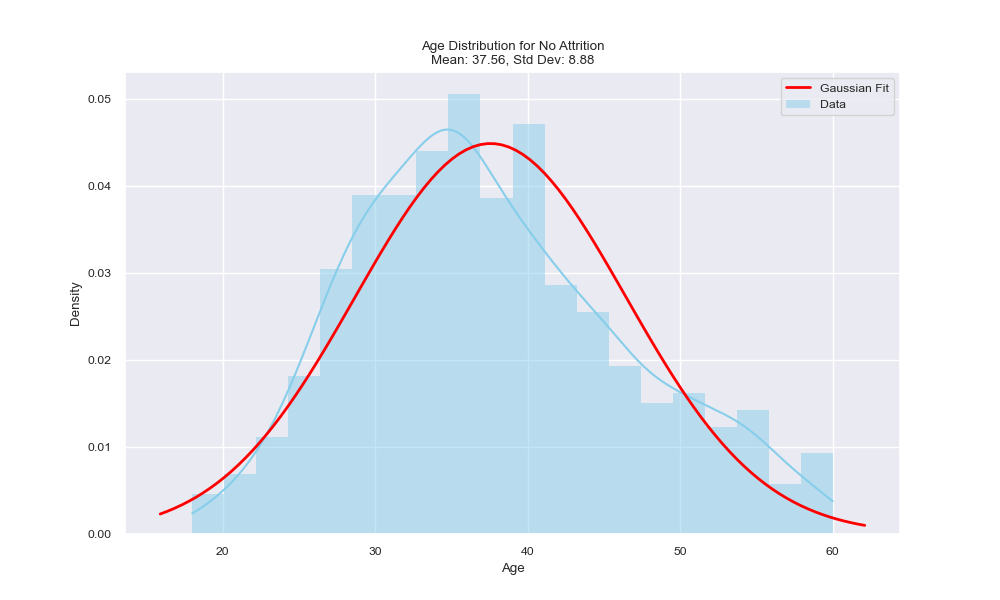 Age Distribution for No Attrition
Mean: 37.56, Std Dev: 8.88
Gaussian Fit
Data
0.05
0.04
0.03
0.02
0.01
0.00
Density
20 30 40 50 60
Age